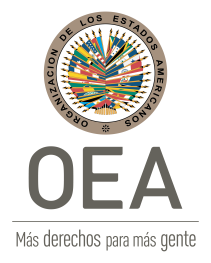 ORGANIZACION DE LOS ESTADOS AMERICANOS
OEA
Más derechos para más gente